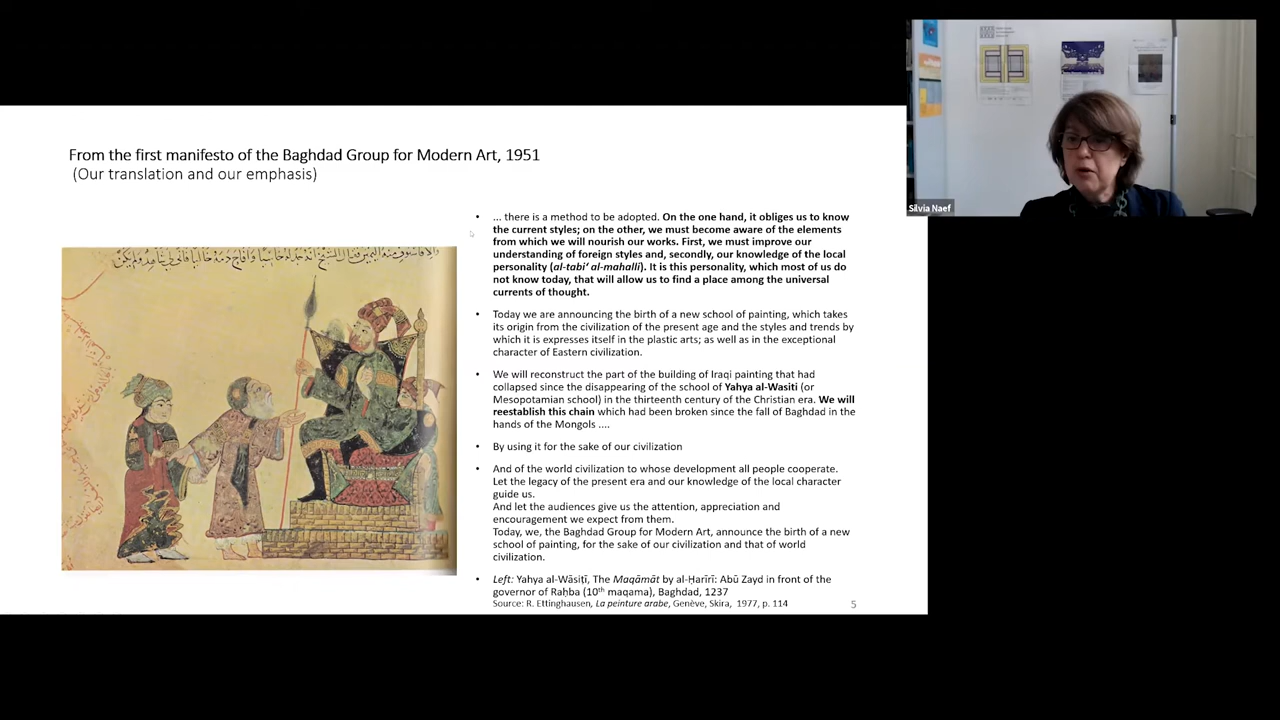 Silvia Naef
From the first manifesto of the Baghdad Group for Modern Art, 1951
(Our translation and our emphasis)
• ... there is a method to be adopted. On the one hand, it obliges us to know
the current styles; on the other, we must become aware of the elements
from which we will nourish our works. First, we must improve our
understanding of foreign styles and, secondly, our knowledge of the local
personality (al-tabi‘ al-mahalli). It is this personality, which most of us do
not know today, that will allow us to find a place among the universal
currents of thought.
• Today we are announcing the birth of a new school of painting, which takes
its origin from the civilization of the present age and the styles and trends by
which it is expresses itself in the plastic arts; as well as in the exceptional
character of Eastern civilization.
• We will reconstruct the part of the building of Iraqi painting that had
collapsed since the disappearing of the school of Yahya al-Wasiti (or
Mesopotamian school) in the thirteenth century of the Christian era. We will
reestablish this chain which had been broken since the fall of Baghdad in the
hands of the Mongols ....
• By using it for the sake of our civilization
• And of the world civilization to whose development all people cooperate.
Let the legacy of the present era and our knowledge of the local character
guide us.
And let the audiences give us the attention, appreciation and
encouragement we expect from them.
Today, we, the Baghdad Group for Modern Art, announce the birth of a new
school of painting, for the sake of our civilization and that of world
civilization.
• Left: Yahya al-Wāsiṭī, The Maqāmāt by al-Ḥarīrī: Abū Zayd in front of the
governor of Raḥba (10th maqama), Baghdad, 1237
Source: R. Ettinghausen, La peinture arabe, Genève, Skira, 1977, p. 114
5